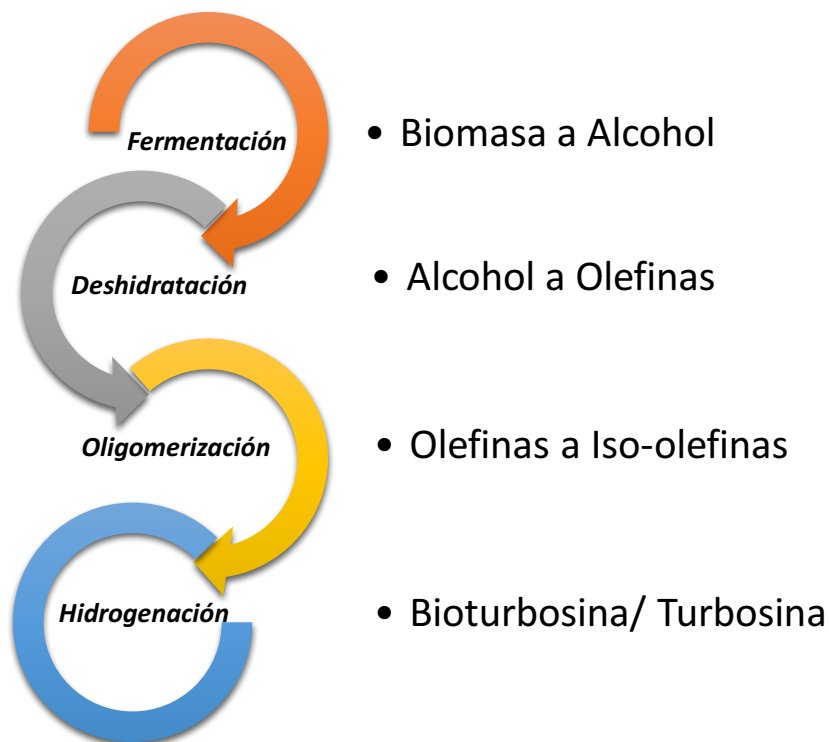 Fermentación
• Biomasa a Alcohol
Deshidratación
• Alcohol a Olefinas
Oligomerización
• Olefinas a Iso-olefinas
Hidrogenación
• Bioturbosina/ Turbosina